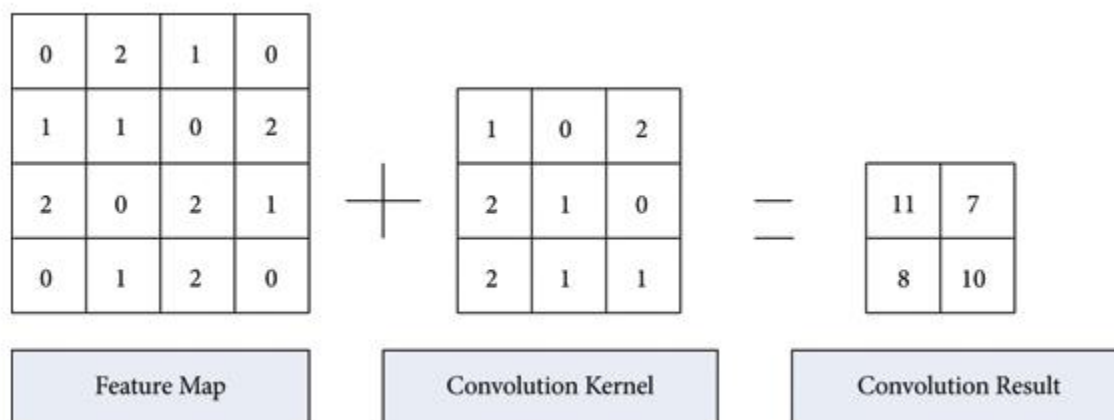 0 2 1 0
1 1 0 2
2 0 2 1
0 1 2 0
+
1 0 2
2 1 0
2 1 1
=
11 7
8 10
Feature Map
Convolution Kernel
Convolution Result